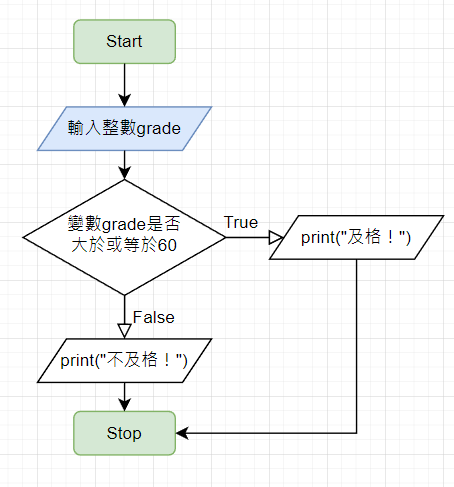 Start
輸入整數grade
變數grade是否
大於或等於60
True
print("及格！")
False
print("不及格！")
Stop